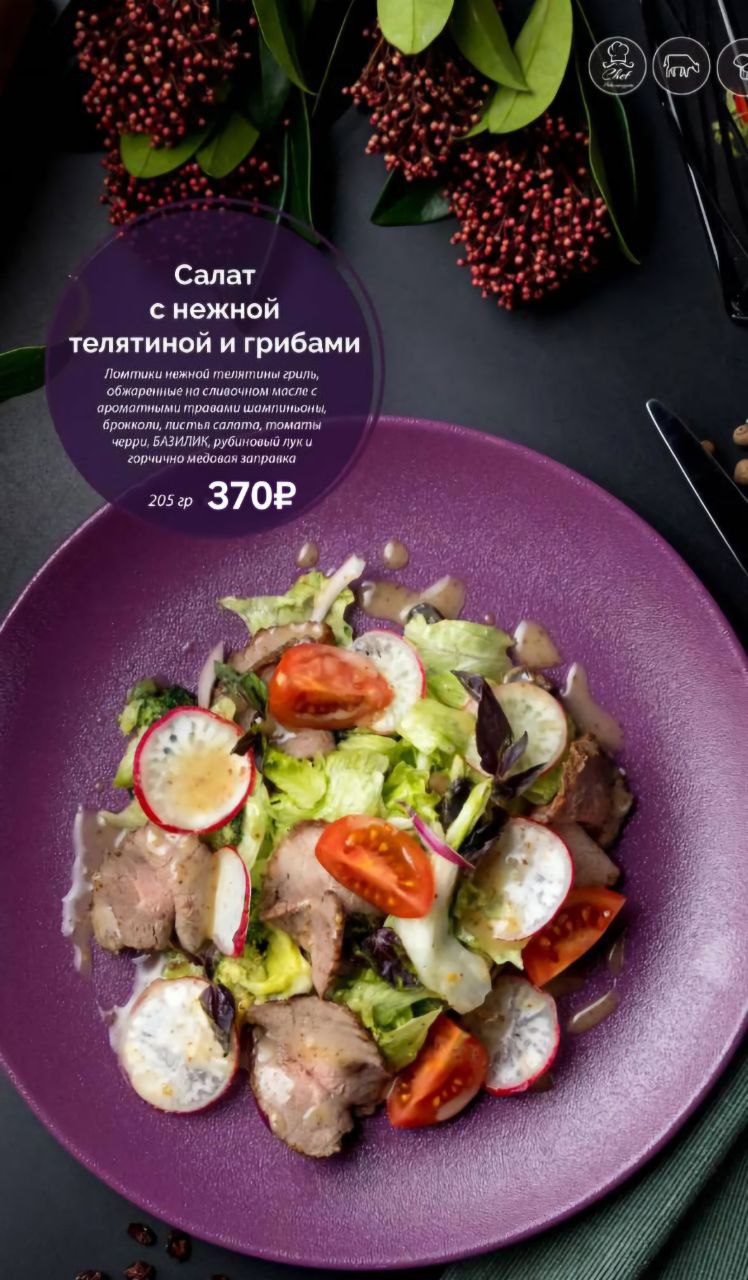 Chef
Салат
с нежной
телятиной и грибами
Ломтики нежной телятины гриль,
обжаренные на сливочном масле с
ароматными травами шампиньоны,
брокколи, листья салата, томаты
черри, БАЗИЛИК, рубиновый лук и
горчично медовая заправка
205 гр 370₽